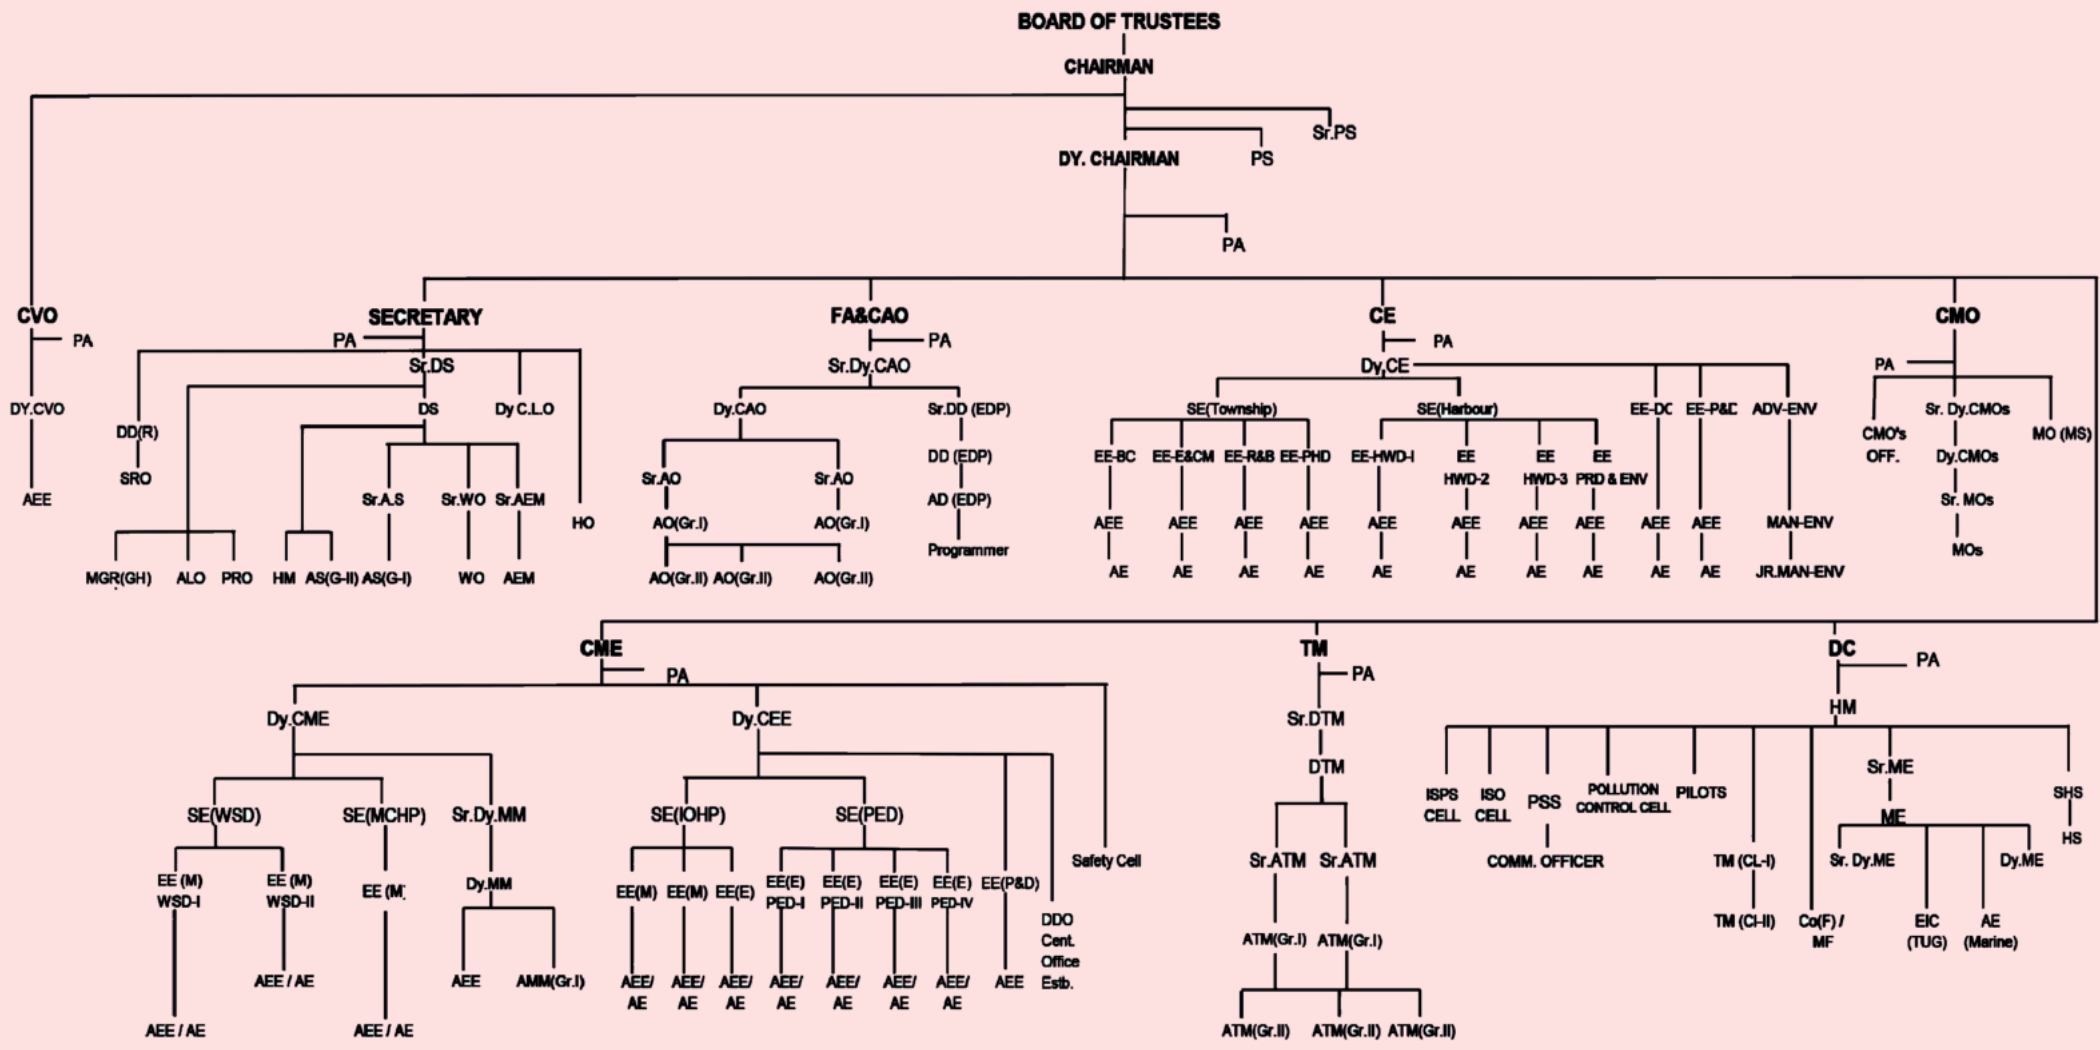 BOARD OF TRUSTEES
CHAIRMAN
Sr.PS
DY. CHAIRMAN PS
PA
CVO SECRETARY FA&CAO CE CMO
PA PA PA PA
Sr.DS Sr.Dy.CAO Dy.CE PA
DY.CVO DS Dy C.L.O Dy.CAO Sr.DD (EDP) SE(Township) SE(Harbour) EE-DC EE-P&D ADV-ENV Sr. Dy.CMOs
DD(R) CMO's MO (MS)
OFF.
EE-BC EE-E&CM EE-R&B EE-PHD EE-HWD-I EE EE EE
DD (EDP) Dy.CMOs
SRO Sr.AO Sr.AO HWD-2 HWD-3 PRD & ENV
AEE Sr.A.S Sr.WO Sr.AEM AD (EDP) Sr. MOs
HO AO(Gr.I) AO(Gr.I) AEE AEE AEE AEE AEE AEE AEE AEE AEE AEE MAN-ENV
Programmer MOs
MGR(GH) ALO PRO HM AS(G-II) AS(G-I) WO AEM AO(Gr.II) AO(Gr.II) AO(Gr.II) AE AE AE AE AE AE AE AE AE AE JR.MAN-ENV
CME TM DC
PA PA PA
HM
Dy.CME Dy.CEE Sr.DTM
DTM Sr.ME
ISPS ISO PSS POLLUTION PILOTS SHS
CELL CELL CONTROL CELL
SE(WSD) SE(MCHP) Sr.Dy.MM SE(IOHP) SE(PED) ME
HS
Safety Cell Sr.ATM Sr.ATM COMM. OFFICER TM (CL-I) Sr. Dy.ME Dy.ME
EE (M) EE (M) EE (M) Dy.MM EE(M) EE(M) EE(E) EE(E) EE(E) EE(E) EE(E) EE(P&D)
WSD-I WSD-II PED-I PED-II PED-III PED-IV
DDO TM (Cl-II) Co(F) / EIC AE
Cent. ATM(Gr.I) ATM(Gr.I) MF (TUG) (Marine)
Office
AEE / AE AEE AMM(Gr.I) AEE/ AEE/ AEE/ AEE/ AEE/ AEE/ AEE/ AEE Estb.
AE AE AE AE AE AE AE
AEE / AE AEE / AE ATM(Gr.II) ATM(Gr.II) ATM(Gr.II)